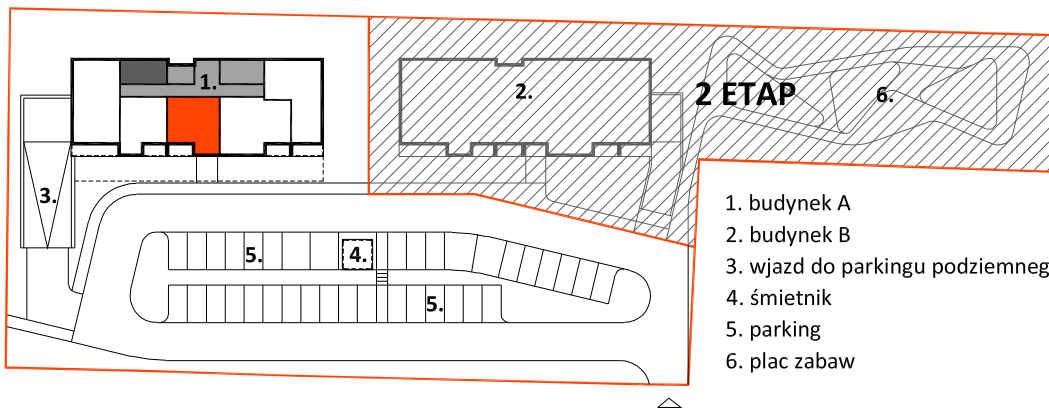 1.
2.
2 ETAP
6.
3.
5.
4.
5.
1. budynek A
2. budynek B
3. wjazd do parkingu podziemneg
4. śmietnik
5. parking
6. plac zabaw